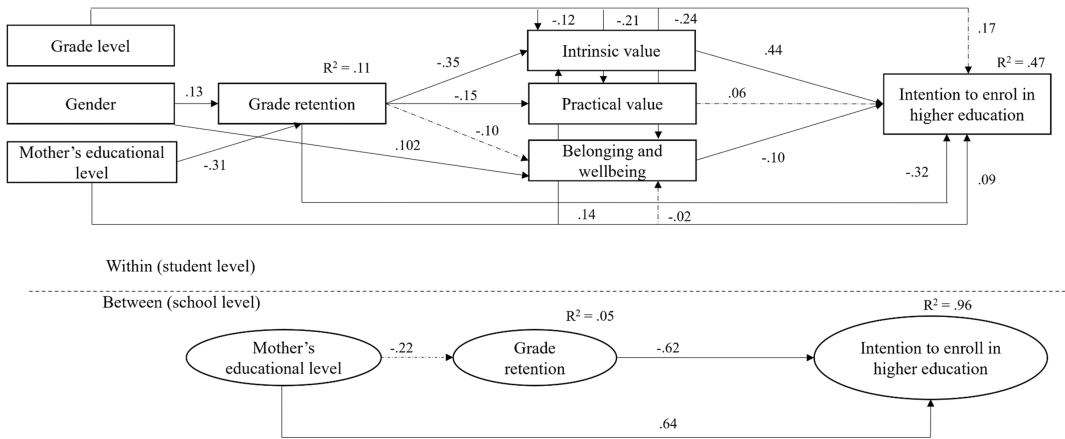 -.12
-.21
-.24
Grade level
.17
Intrinsic value
.44
R² = .11
-.35
R² = .47
Gender
.13
Grade retention
-.15
Practical value
.06
Intention to enrol in
higher education
-.10
.102
Mother's educational
level
-.31
Belonging and
wellbeing
-.10
-.32
.09
.14
-.02
Within (student level)
Between (school level)
R² = .05
R² = .96
Mother's
educational level
-.22
Grade
retention
-.62
Intention to enroll in
higher education
.64